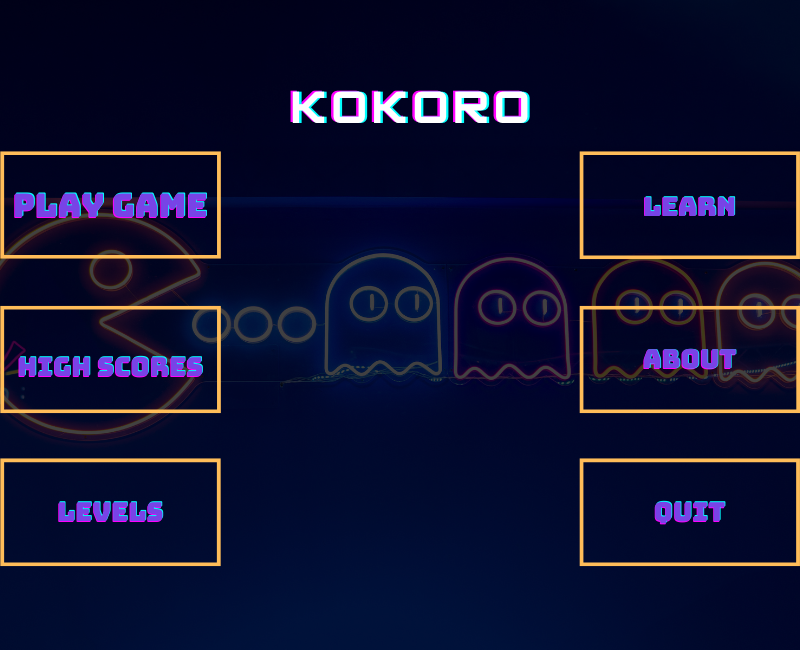 KOKORO
PLAY GAME
LEARN
HIGH SCORES
ABOUT
LEVELS
QUIT